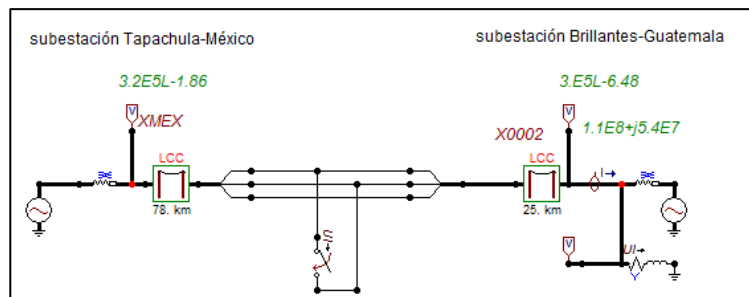 subestación Tapachula-México
subestación Brillantes-Guatemala
3.2E5L-1.86
3.E5L-6.48
V
V
XMEX
X0002
1.1E8+j5.4E7
LCC
LCC
I
78. km
25. km
V
UI
Y